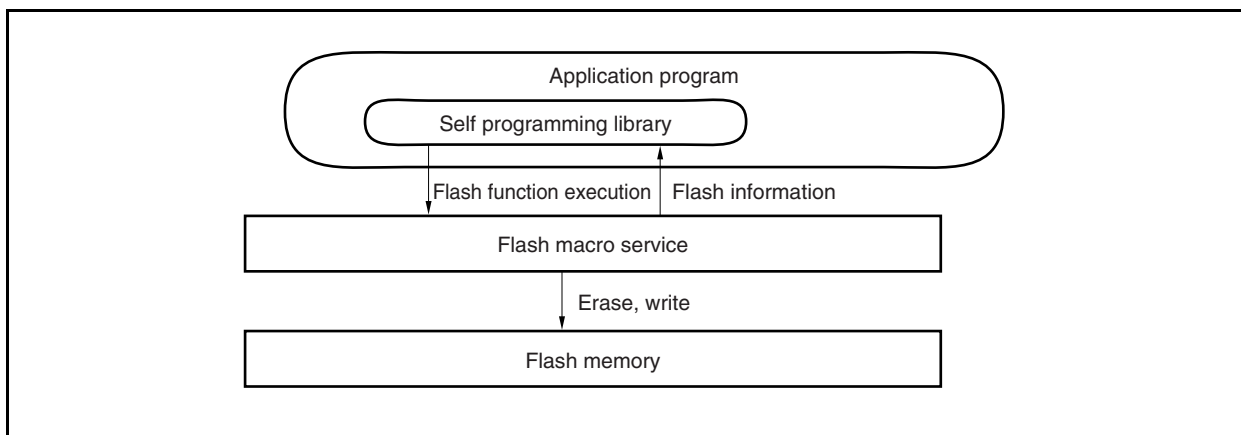 Application program
Self programming library
Flash function execution
Flash information
Flash macro service
Erase, write
Flash memory